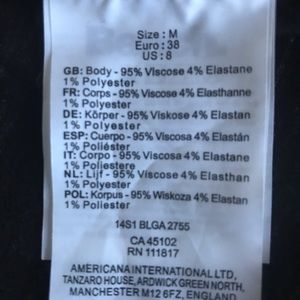 Size : M
Euro : 38
US : 8
GB: Body - 95% Viscose 4% Elastane
1% Polyester
FR: Corps - 95% Viscose 4% Elasthanne
1% Polyester
DE: Körper - 95% Viskose 4% Elastan
1% Polyester
ESP: Cuerpo - 95% Viscosa 4% Elastán
1% Poliéster
IT: Corpo - 95% Viscosa 4% Elastane
1% Polietere
NL: Lijf - 95% Viscose 4% Elasthan
1% Polyester
POL: Korpus - 95% Wiskoza 4% Elastan
1% Poliester
14S1 BLGA 2755
CA 45102
RN 111817
AMERICANA INTERNATIONAL LTD,
TANZARO HOUSE, ARDWICK GREEN NORTH,
MANCHESTER M12 6FZ, ENGLAND